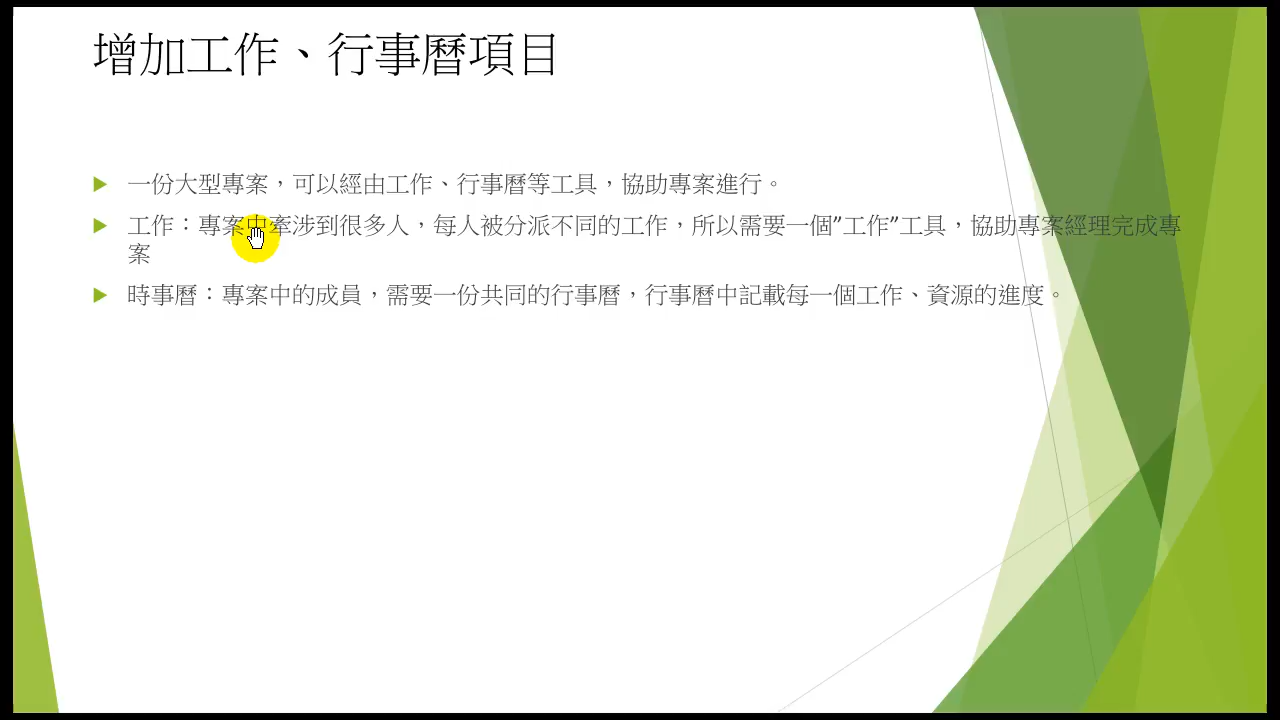 增加工作、行事曆項目
一份大型專案，可以經由工作、行事曆等工具，協助專案進行。
工作：專案中牽涉到很多人，每人被分派不同的工作，所以需要一個”工作”工具，協助專案經理完成專
案
時事曆：專案中的成員，需要一份共同的行事曆，行事曆中記載每一個工作、資源的進度。